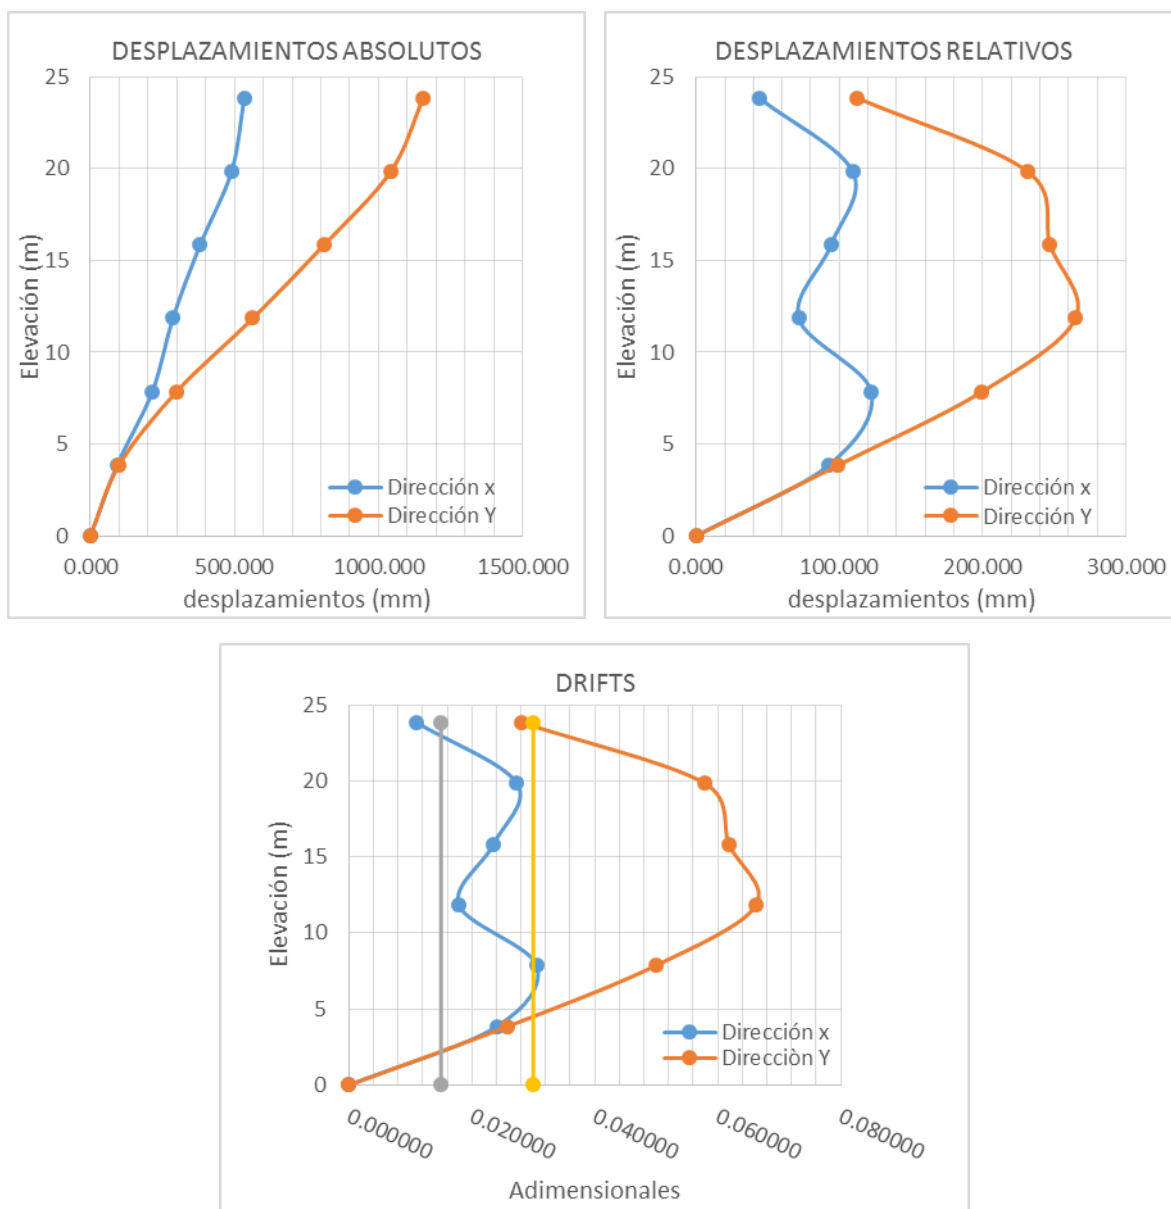 DESPLAZAMIENTOS ABSOLUTOS
25
20
15
10
5
0
Elevación (m)
0.000 500.000 1000.000 1500.000
desplazamientos (mm)
Dirección x
Dirección Y
DESPLAZAMIENTOS RELATIVOS
25
20
15
10
5
0
Elevación (m)
0.000 100.000 200.000 300.000
desplazamientos (mm)
Dirección x
Dirección Y
DRIFTS
25
20
15
10
5
0
Elevación (m)
0.000000 0.020000 0.040000 0.060000 0.080000
Adimensionales
Dirección x
Direcciòn Y